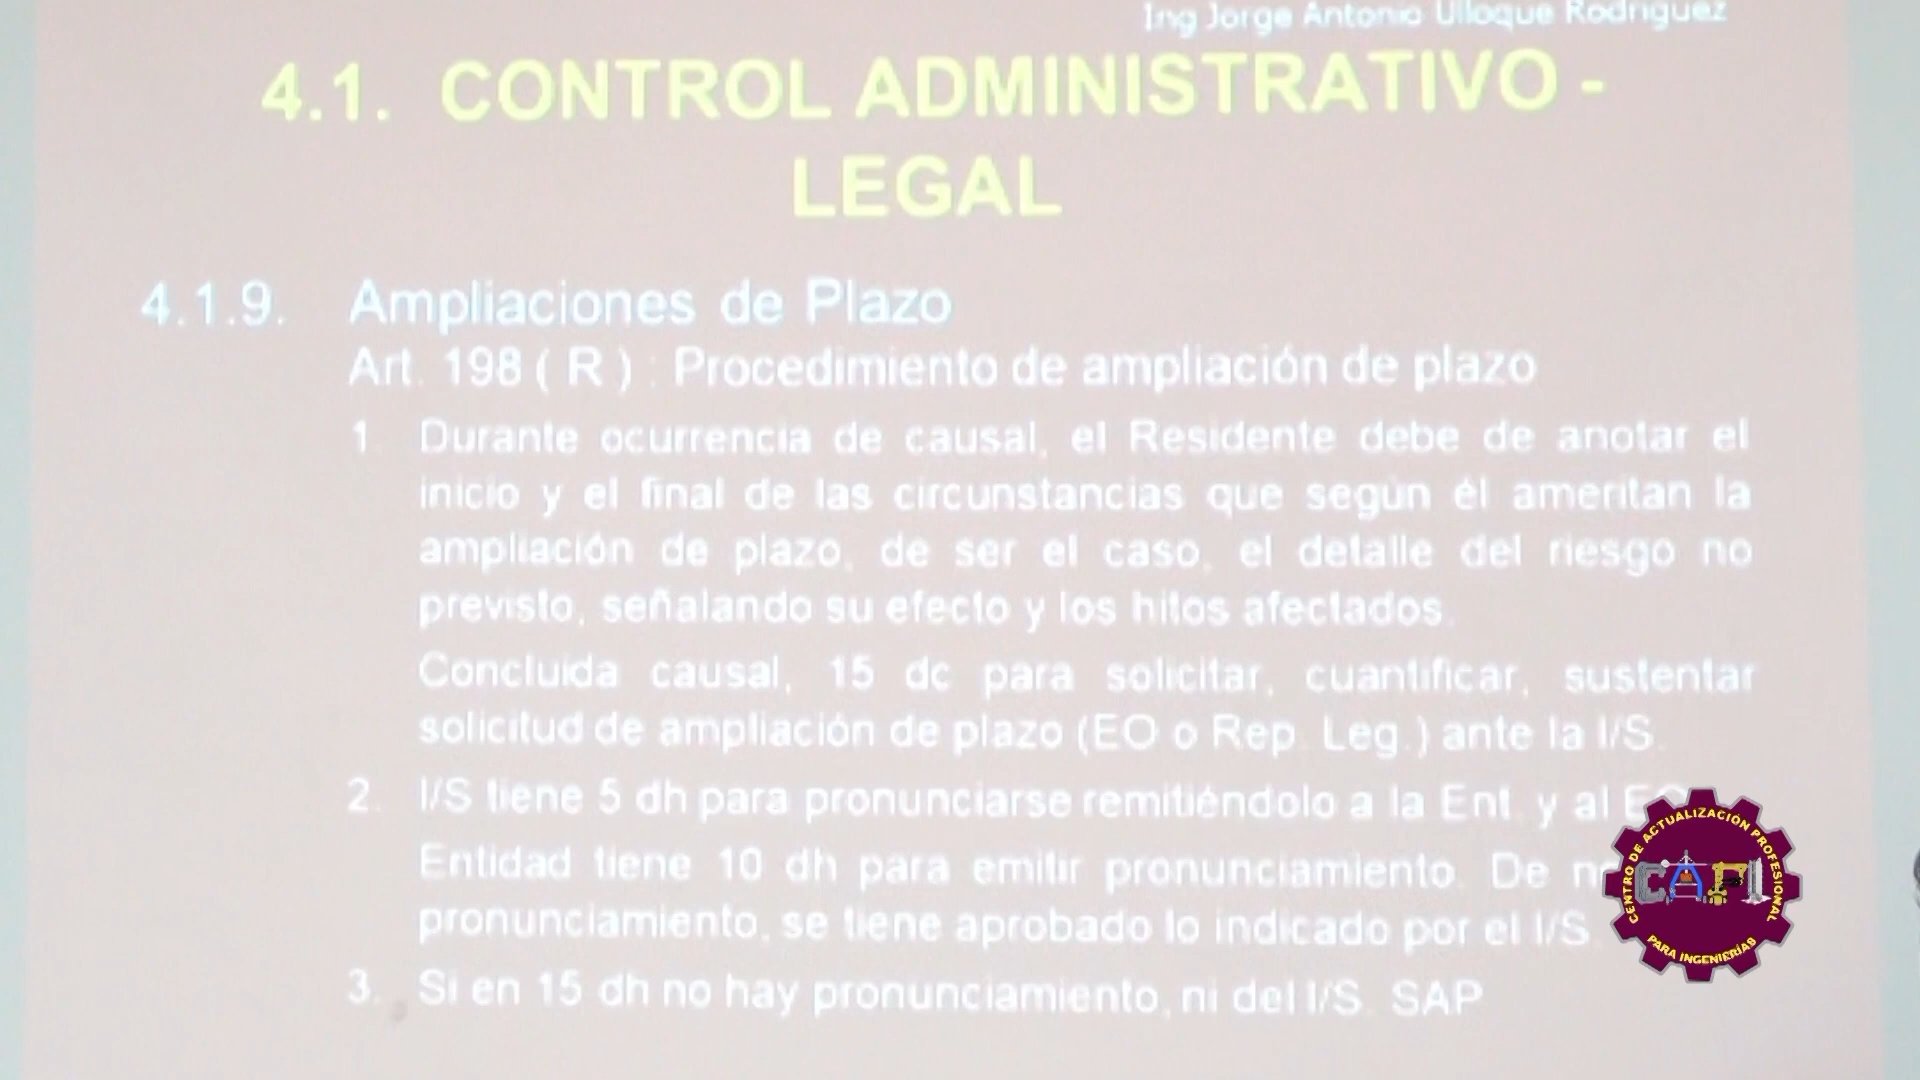 Ing Jorge Antonio Ulloque Rodriguez
4.1. CONTROL ADMINISTRATIVO -
LEGAL
4.1.9. Ampliaciones de Plazo
Art. 198 ( R ) : Procedimiento de ampliación de plazo
1. Durante ocurrencia de causal, el Residente debe de anotar el
inicio y el final de las circunstancias que según él ameritan la
ampliación de plazo, de ser el caso, el detalle del riesgo no
previsto, señalando su efecto y los hitos afectados.
Concluida causal, 15 dc para solicitar, cuantificar, sustentar
solicitud de ampliación de plazo (EO o Rep. Leg.) ante la I/S.
2. I/S tiene 5 dh para pronunciarse remitiéndolo a la Ent. y al
Entidad tiene 10 dh para emitir pronunciamiento. De
pronunciamiento, se tiene aprobado lo indicado por el I/S.
3. Si en 15 dh no hay pronunciamiento, ni del I/S. SAP
CENTRO DE ACTUALIZACIÓN PROFESIONAL
CAPI
PARA INGENIERÍAS